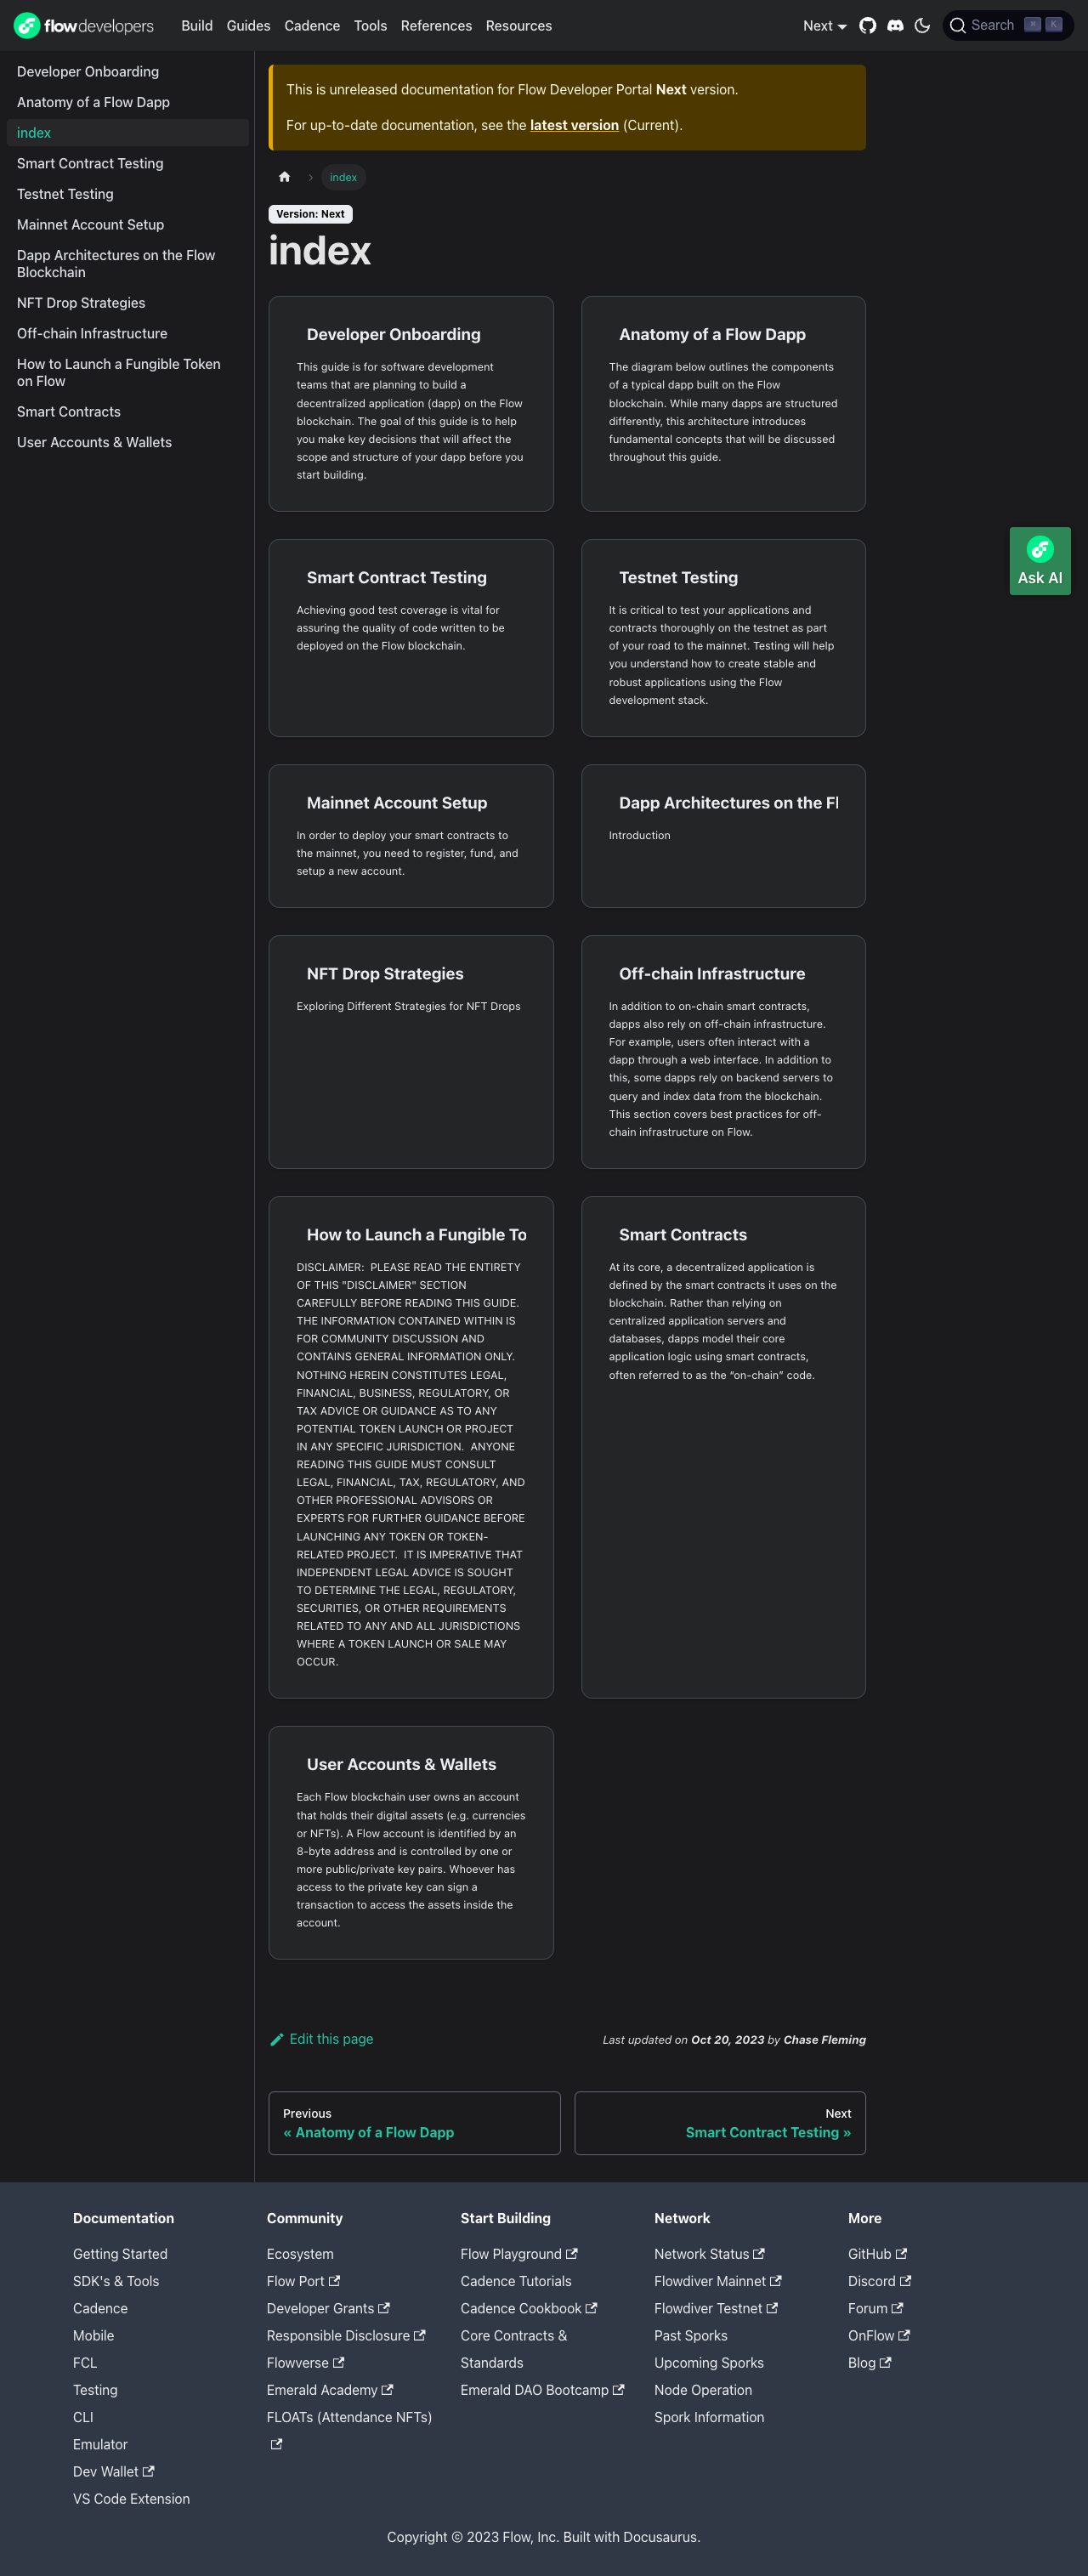 flowdevelopers
Build
Guides
Cadence
Tools
References
Resources
Next
Search
⌘ K
Developer Onboarding
Anatomy of a Flow Dapp
index
Smart Contract Testing
Testnet Testing
Mainnet Account Setup
Dapp Architectures on the Flow
Blockchain
NFT Drop Strategies
Off-chain Infrastructure
How to Launch a Fungible Token
on Flow
Smart Contracts
User Accounts & Wallets
This is unreleased documentation for Flow Developer Portal Next version.
For up-to-date documentation, see the latest version (Current).
index
Version: Next
index
Developer Onboarding
This guide is for software development
teams that are planning to build a
decentralized application (dapp) on the Flow
blockchain. The goal of this guide is to help
you make key decisions that will affect the
scope and structure of your dapp before you
start building.
Anatomy of a Flow Dapp
The diagram below outlines the components
of a typical dapp built on the Flow
blockchain. While many dapps are structured
differently, this architecture introduces
fundamental concepts that will be discussed
throughout this guide.
Smart Contract Testing
Achieving good test coverage is vital for
assuring the quality of code written to be
deployed on the Flow blockchain.
Testnet Testing
It is critical to test your applications and
contracts thoroughly on the testnet as part
of your road to the mainnet. Testing will help
you understand how to create stable and
robust applications using the Flow
development stack.
Ask AI
Mainnet Account Setup
In order to deploy your smart contracts to
the mainnet, you need to register, fund, and
setup a new account.
Dapp Architectures on the Fl
Introduction
NFT Drop Strategies
Exploring Different Strategies for NFT Drops
Off-chain Infrastructure
In addition to on-chain smart contracts,
dapps also rely on off-chain infrastructure.
For example, users often interact with a
dapp through a web interface. In addition to
this, some dapps rely on backend servers to
query and index data from the blockchain.
This section covers best practices for off-
chain infrastructure on Flow.
How to Launch a Fungible To
DISCLAIMER:  PLEASE READ THE ENTIRETY
OF THIS "DISCLAIMER" SECTION
CAREFULLY BEFORE READING THIS GUIDE.
THE INFORMATION CONTAINED WITHIN IS
FOR COMMUNITY DISCUSSION AND
CONTAINS GENERAL INFORMATION ONLY.
NOTHING HEREIN CONSTITUTES LEGAL,
FINANCIAL, BUSINESS, REGULATORY, OR
TAX ADVICE OR GUIDANCE AS TO ANY
POTENTIAL TOKEN LAUNCH OR PROJECT
IN ANY SPECIFIC JURISDICTION.  ANYONE
READING THIS GUIDE MUST CONSULT
LEGAL, FINANCIAL, TAX, REGULATORY, AND
OTHER PROFESSIONAL ADVISORS OR
EXPERTS FOR FURTHER GUIDANCE BEFORE
LAUNCHING ANY TOKEN OR TOKEN-
RELATED PROJECT.  IT IS IMPERATIVE THAT
INDEPENDENT LEGAL ADVICE IS SOUGHT
TO DETERMINE THE LEGAL, REGULATORY,
SECURITIES, OR OTHER REQUIREMENTS
RELATED TO ANY AND ALL JURISDICTIONS
WHERE A TOKEN LAUNCH OR SALE MAY
OCCUR.
Smart Contracts
At its core, a decentralized application is
defined by the smart contracts it uses on the
blockchain. Rather than relying on
centralized application servers and
databases, dapps model their core
application logic using smart contracts,
often referred to as the “on-chain” code.
User Accounts & Wallets
Each Flow blockchain user owns an account
that holds their digital assets (e.g. currencies
or NFTs). A Flow account is identified by an
8-byte address and is controlled by one or
more public/private key pairs. Whoever has
access to the private key can sign a
transaction to access the assets inside the
account.
Edit this page
Last updated on Oct 20, 2023 by Chase Fleming
Previous
« Anatomy of a Flow Dapp
Next
Smart Contract Testing »
Documentation
Getting Started
SDK's & Tools
Cadence
Mobile
FCL
Testing
CLI
Emulator
Dev Wallet
VS Code Extension
Community
Ecosystem
Flow Port
Developer Grants
Responsible Disclosure
Flowverse
Emerald Academy
FLOATs (Attendance NFTs)
Start Building
Flow Playground
Cadence Tutorials
Cadence Cookbook
Core Contracts &
Standards
Emerald DAO Bootcamp
Network
Network Status
Flowdiver Mainnet
Flowdiver Testnet
Past Sporks
Upcoming Sporks
Node Operation
Spork Information
More
GitHub
Discord
Forum
OnFlow
Blog
Copyright © 2023 Flow, Inc. Built with Docusaurus.